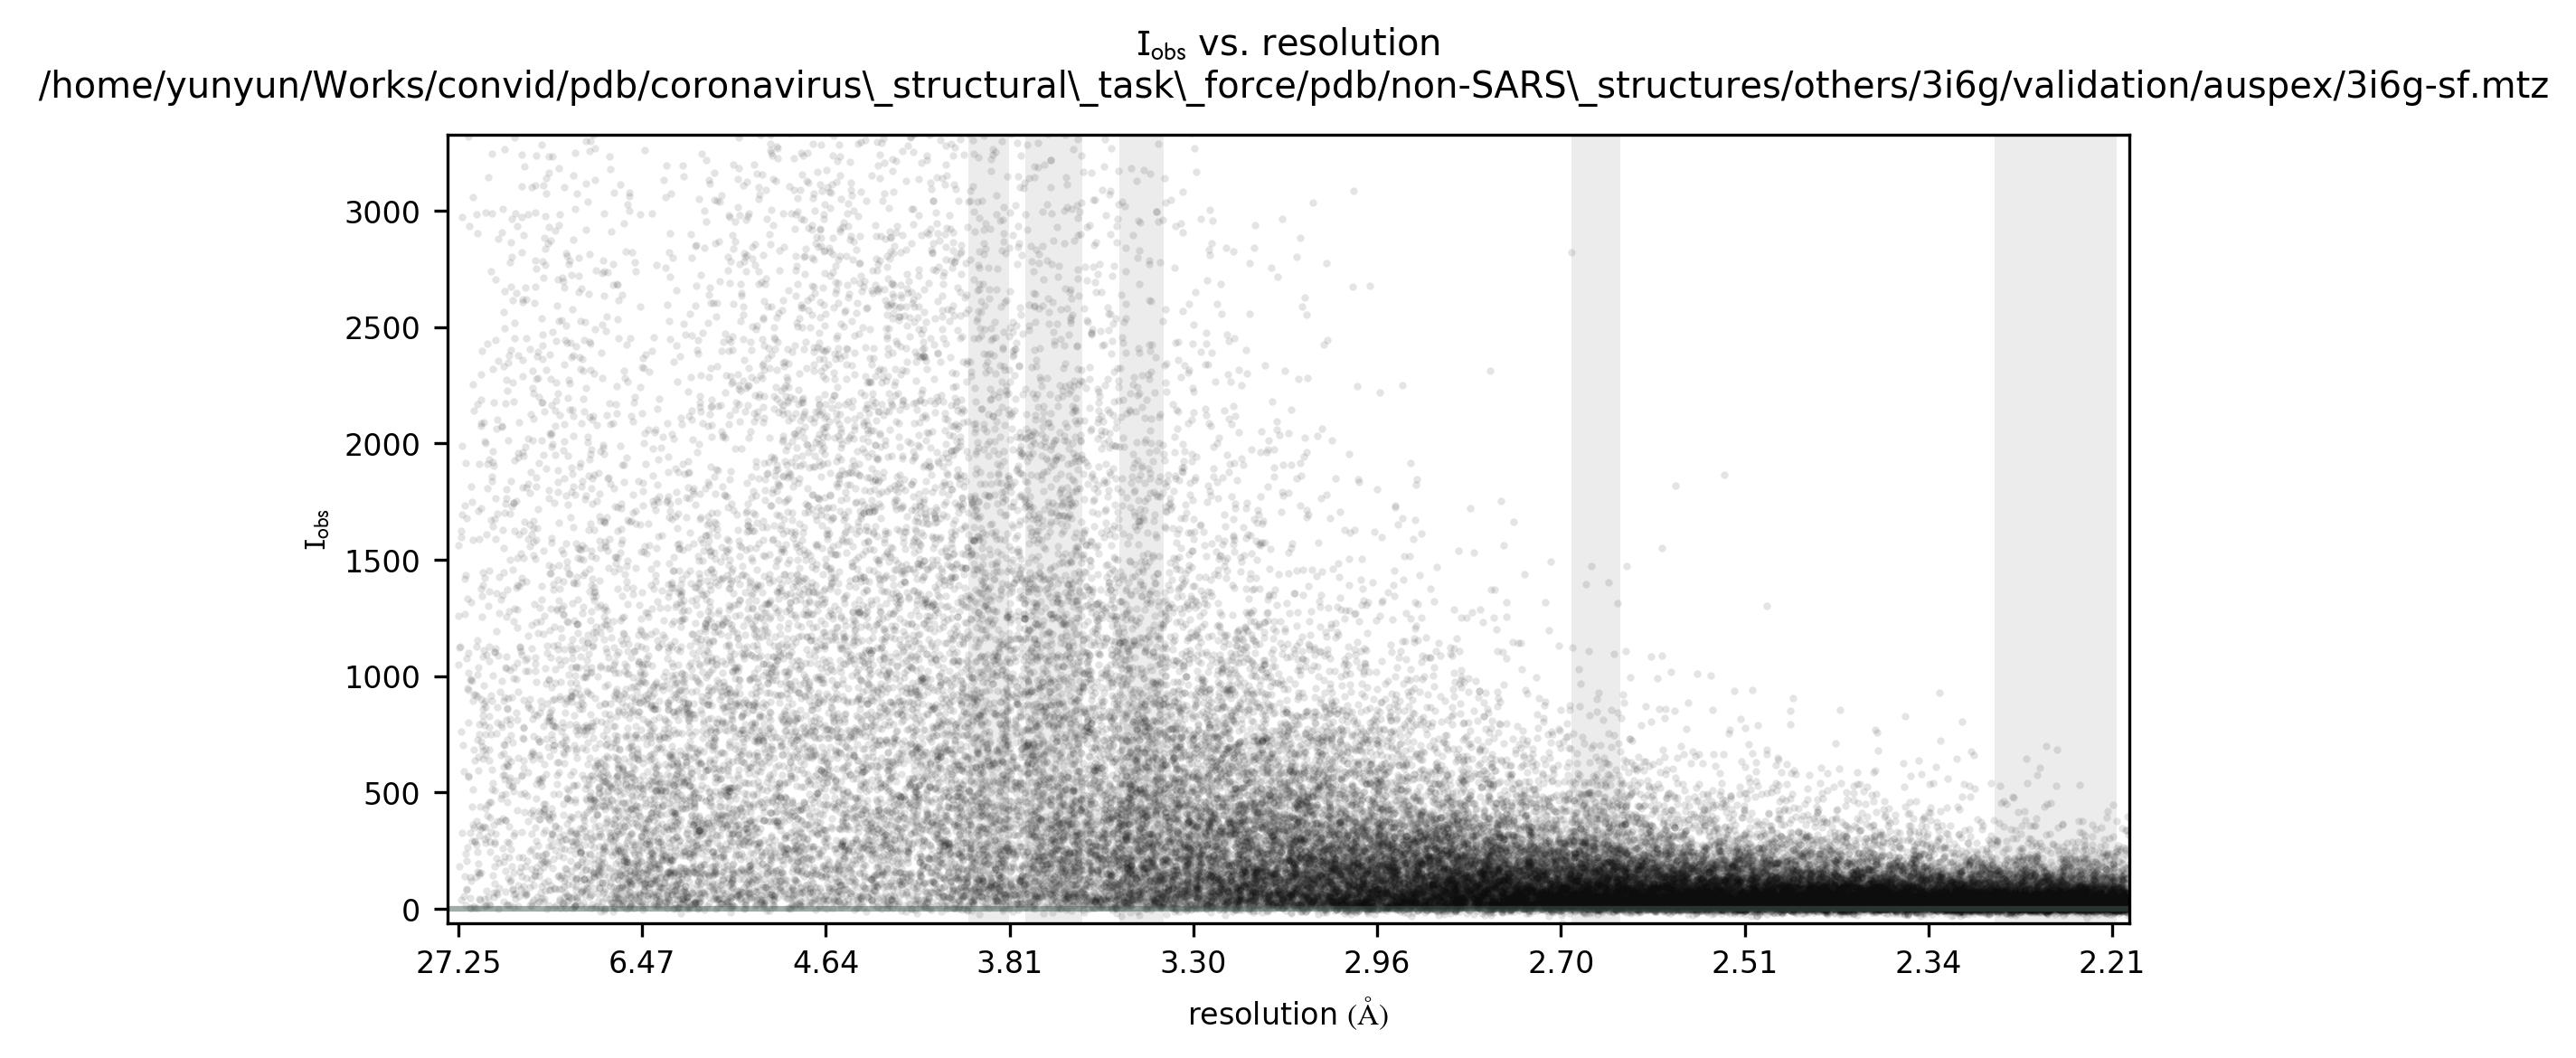 I_obs vs. resolution
/home/yunyun/Works/convid/pdb/coronavirus\_structural\_task\_force/pdb/non-SARS\_structures/others/3i6g/validation/auspex/3i6g-sf.mtz
3000
2500
2000
I_obs
1500
1000
500
0
27.25 6.47 4.64 3.81 3.30 2.96 2.70 2.51 2.34 2.21
resolution (Å)